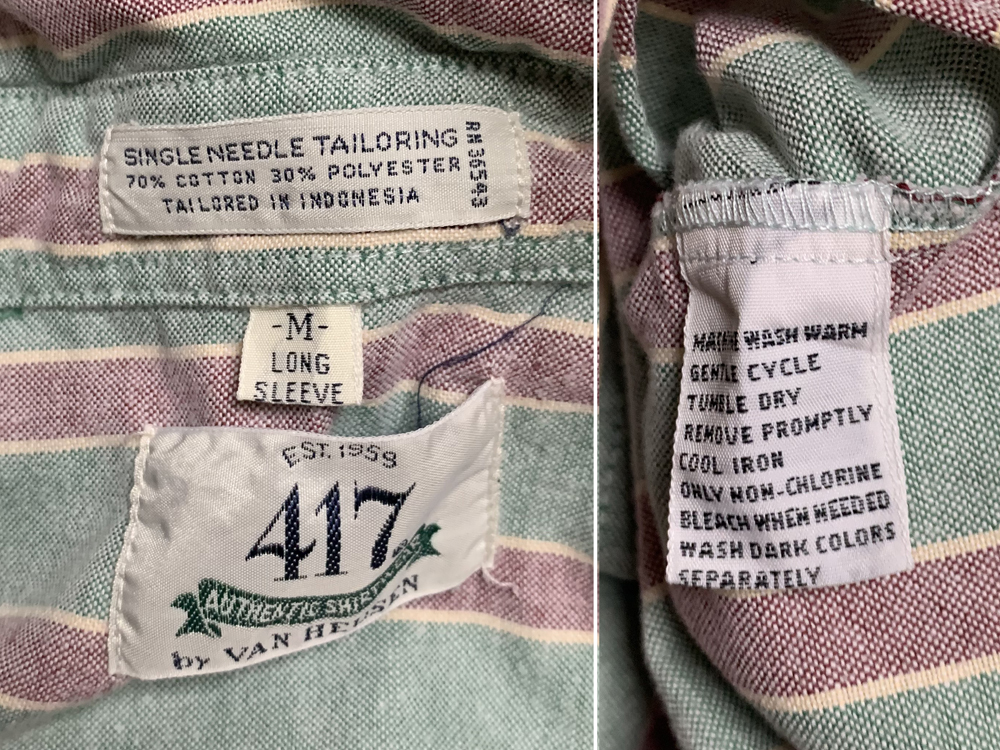 SINGLE NEEDLE TAILORING
70% COTTON 30% POLYESTER
TAILORED IN INDONESIA
RN 36543
-M-
LONG
SLEEVE
EST. 1959
417
AUTHENTIC
by VAN HEUSEN
WASH WARM
GENTLE CYCLE
TUMBLE DRY
REMOVE PROMPTLY
COOL IRON
ONLY NON-CHLORINE
BLEACH WHEN NEEDED
WASH DARK COLORS
SEPARATELY